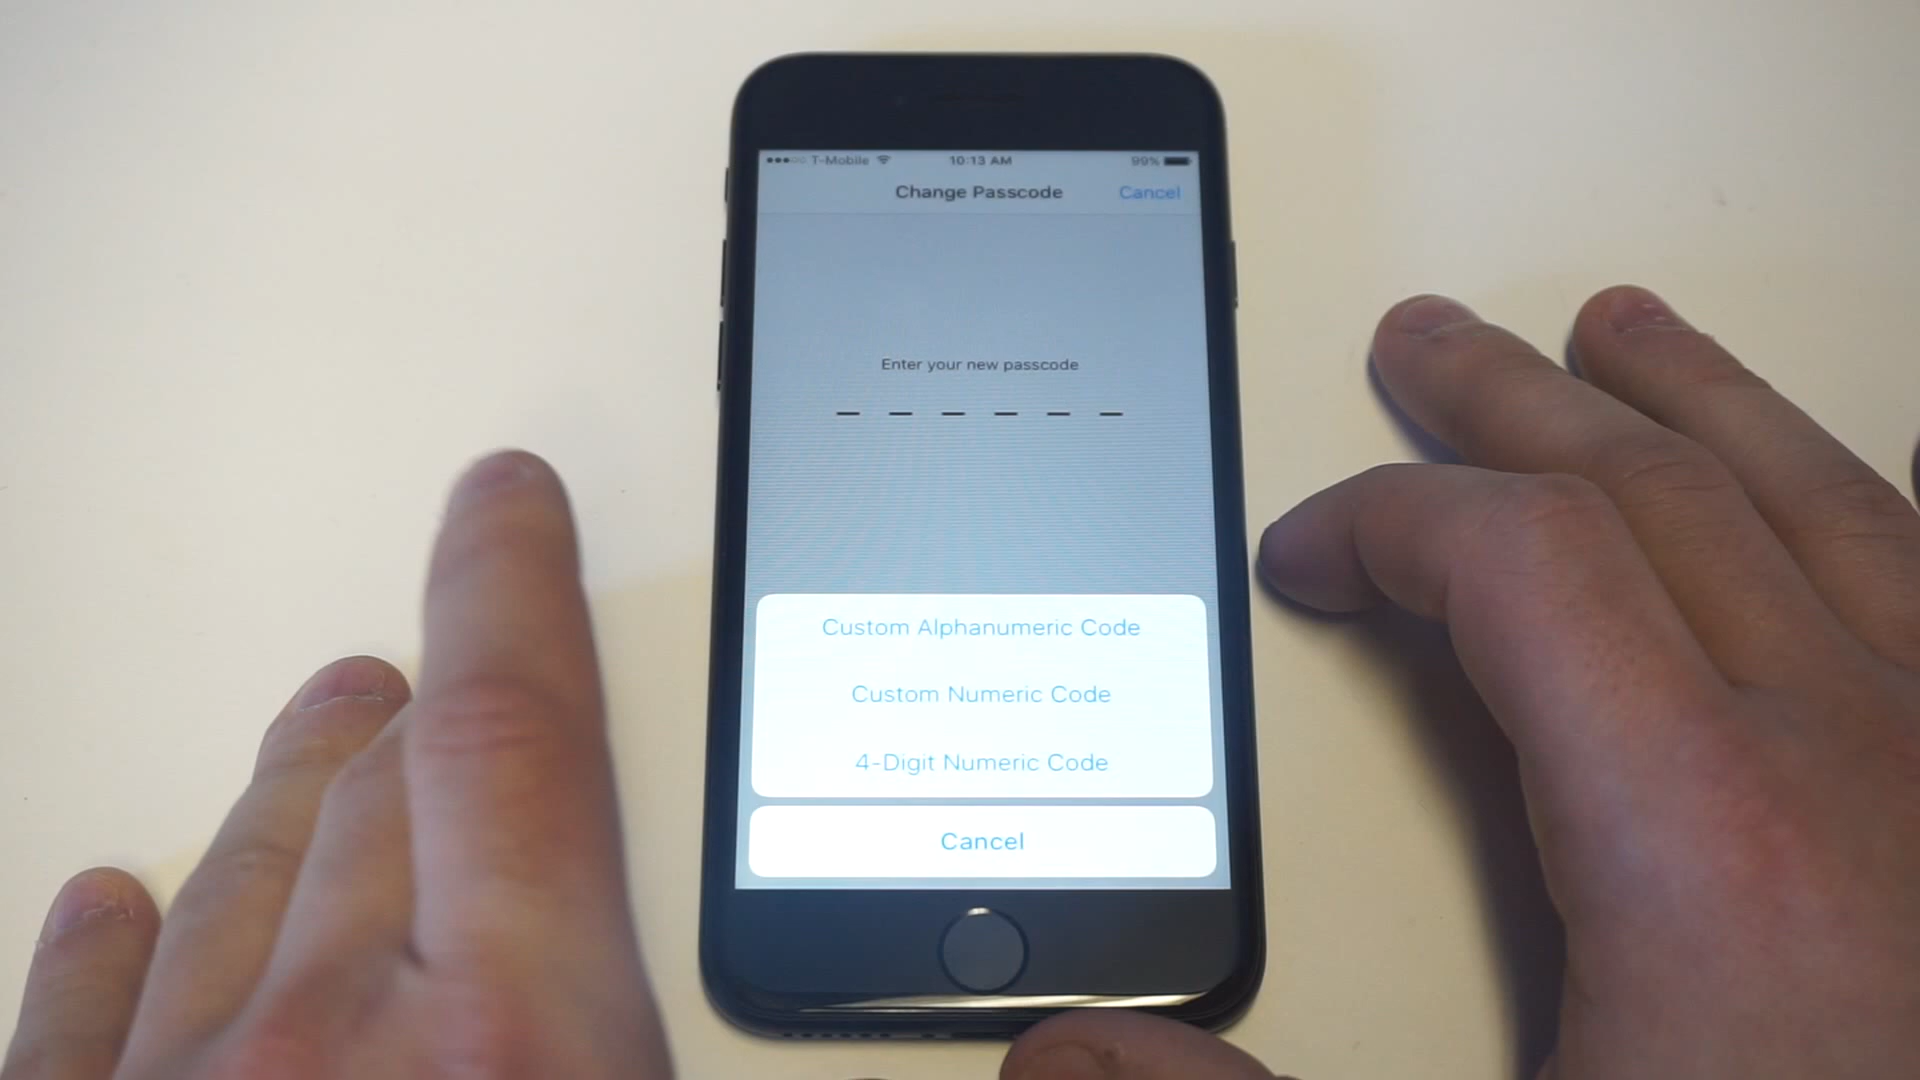 T-Mobile 10:13 AM 99%
Change Passcode Cancel
Enter your new passcode
Custom Alphanumeric Code
Custom Numeric Code
4-Digit Numeric Code
Cancel